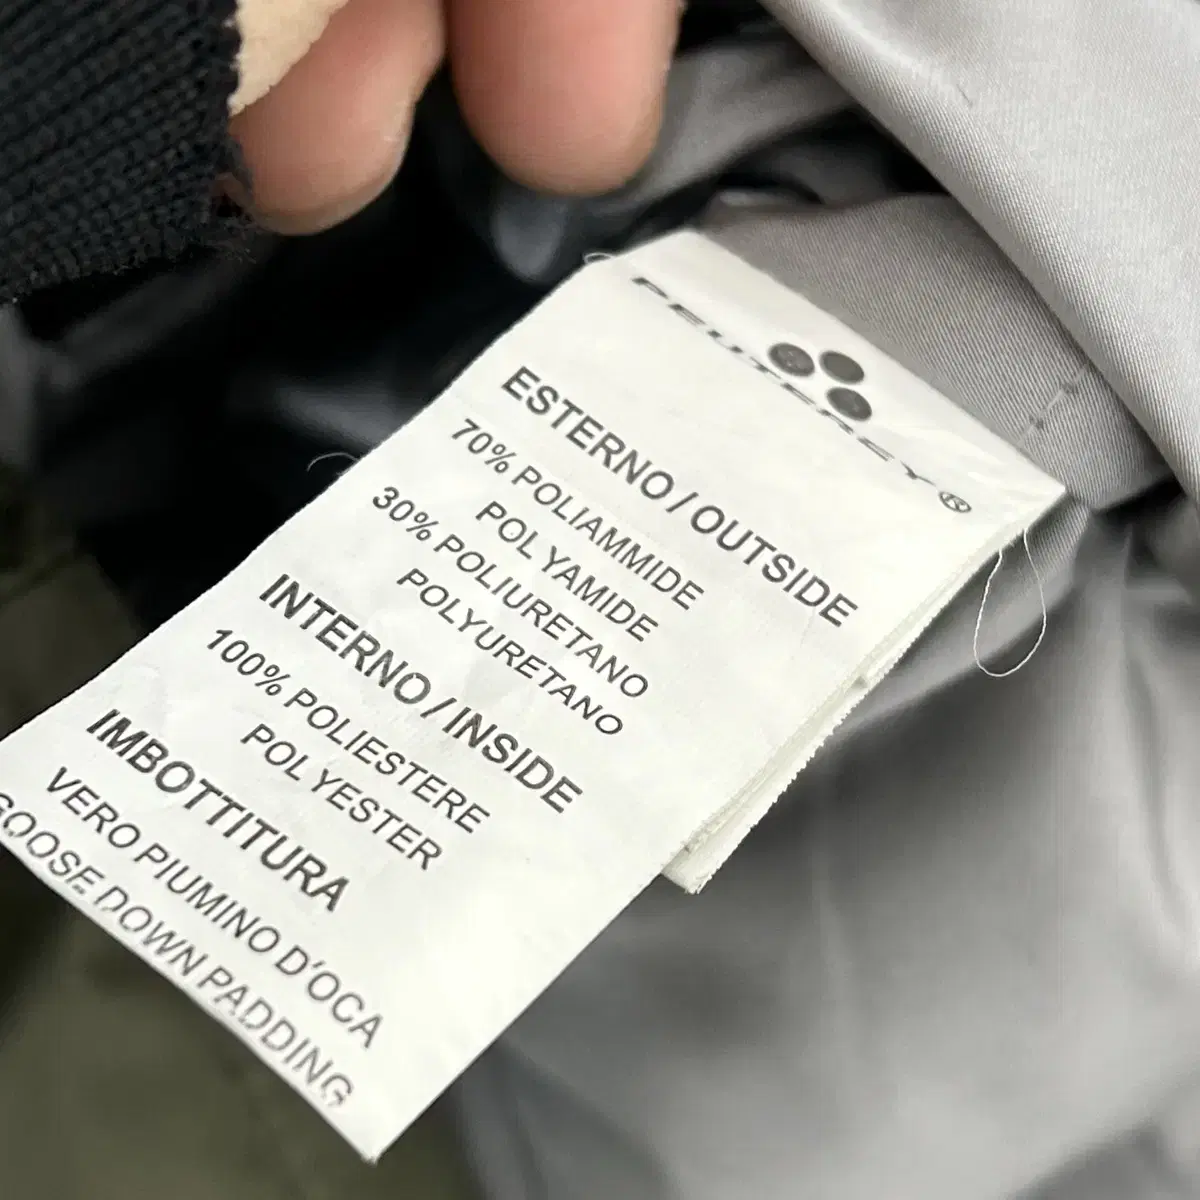 PEUTEREY®
ESTERNO / OUTSIDE
70% POLIAMMIDE
POLYAMIDE
30% POLIURETANO
POLYURETANO
INTERNO / INSIDE
100% POLIESTERE
POLYESTER
IMBOTTITURA
VERO PIUMINO D'OCA
GOOSE DOWN PADDING